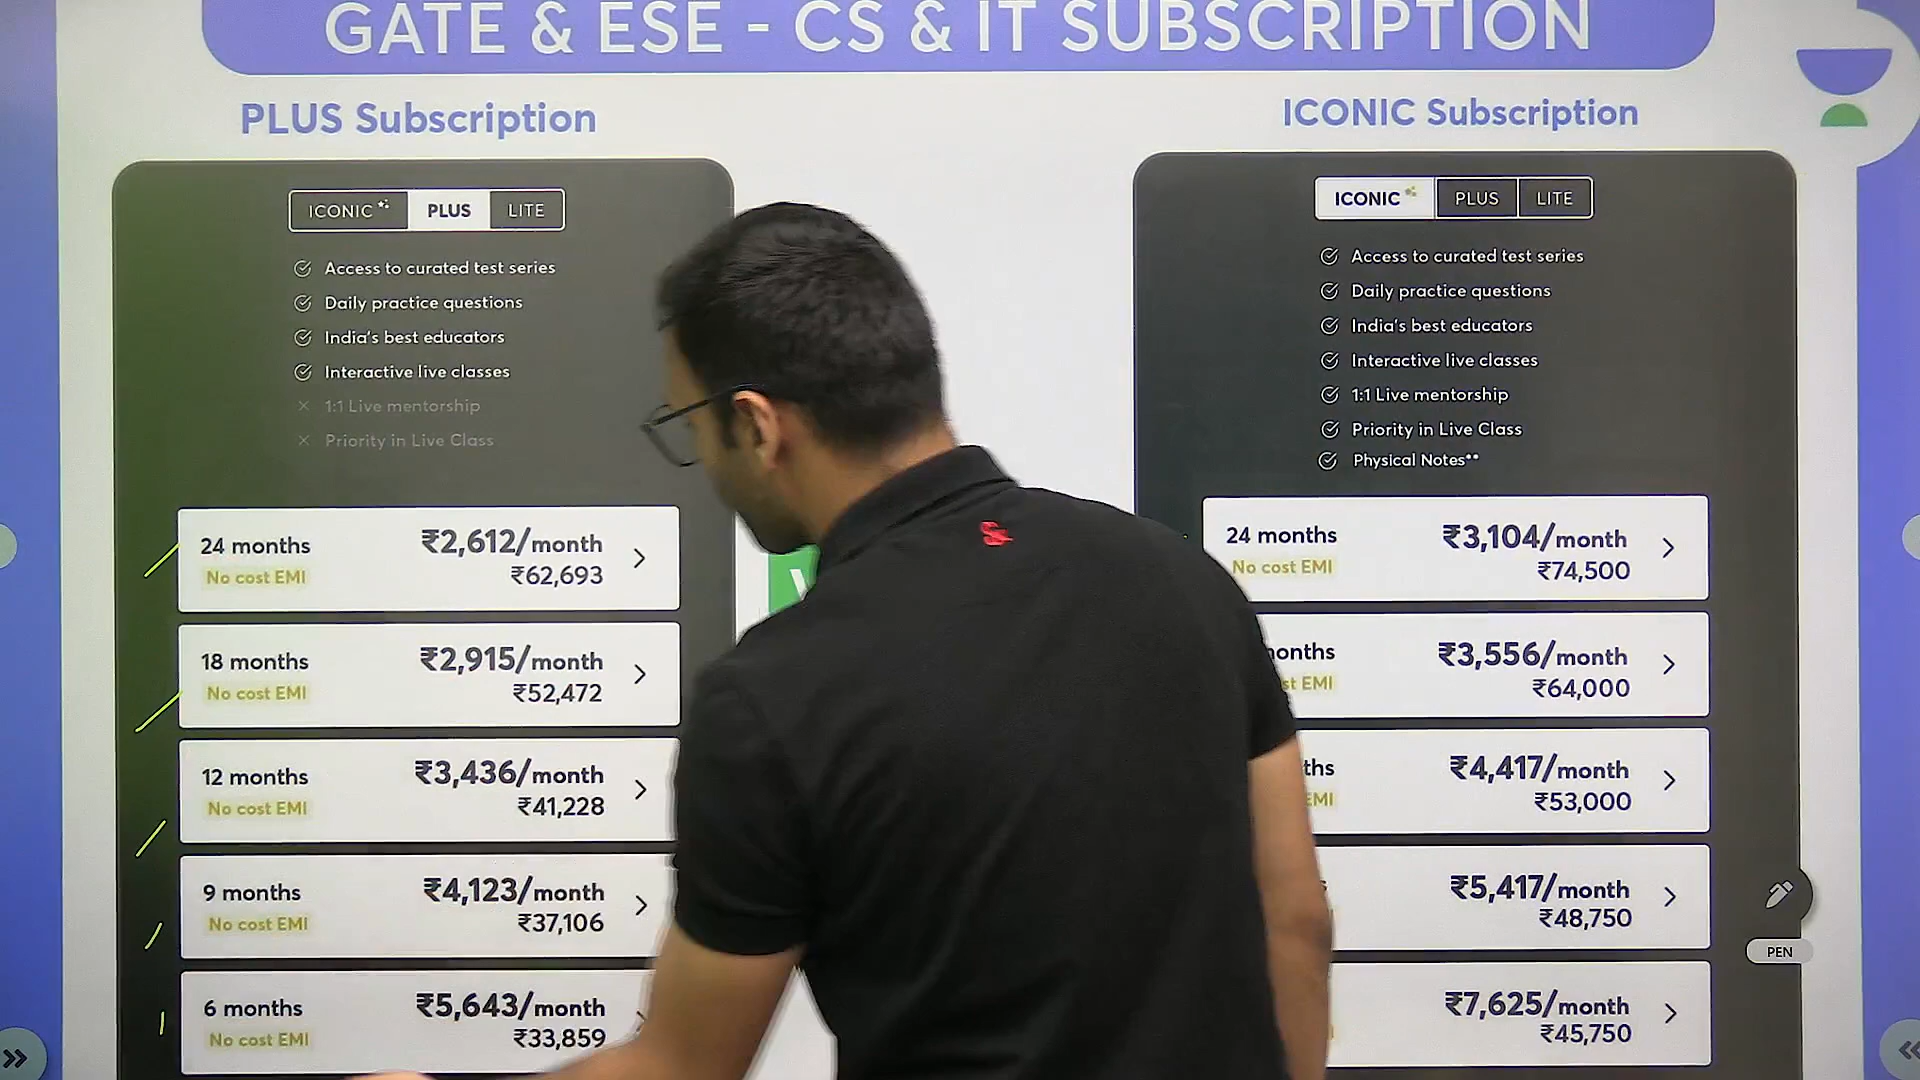 GATE & ESE - CS & IT SUBSCRIPTION
PLUS Subscription
ICONIC PLUS LITE
Access to curated test series
Daily practice questions
India's best educators
Interactive live classes
1:1 Live mentorship
Priority in Live Class
24 months ₹2,612/month
No cost EMI ₹62,693
18 months ₹2,915/month
No cost EMI ₹52,472
12 months ₹3,436/month
No cost EMI ₹41,228
9 months ₹4,123/month
No cost EMI ₹37,106
6 months ₹5,643/month
No cost EMI ₹33,859
ICONIC Subscription
ICONIC PLUS LITE
Access to curated test series
Daily practice questions
India's best educators
Interactive live classes
1:1 Live mentorship
Priority in Live Class
Physical Notes**
24 months ₹3,104/month
No cost EMI ₹74,500
₹3,556/month
EMI ₹64,000
₹4,417/month
EMI ₹53,000
₹5,417/month
₹48,750
₹7,625/month
₹45,750
PEN